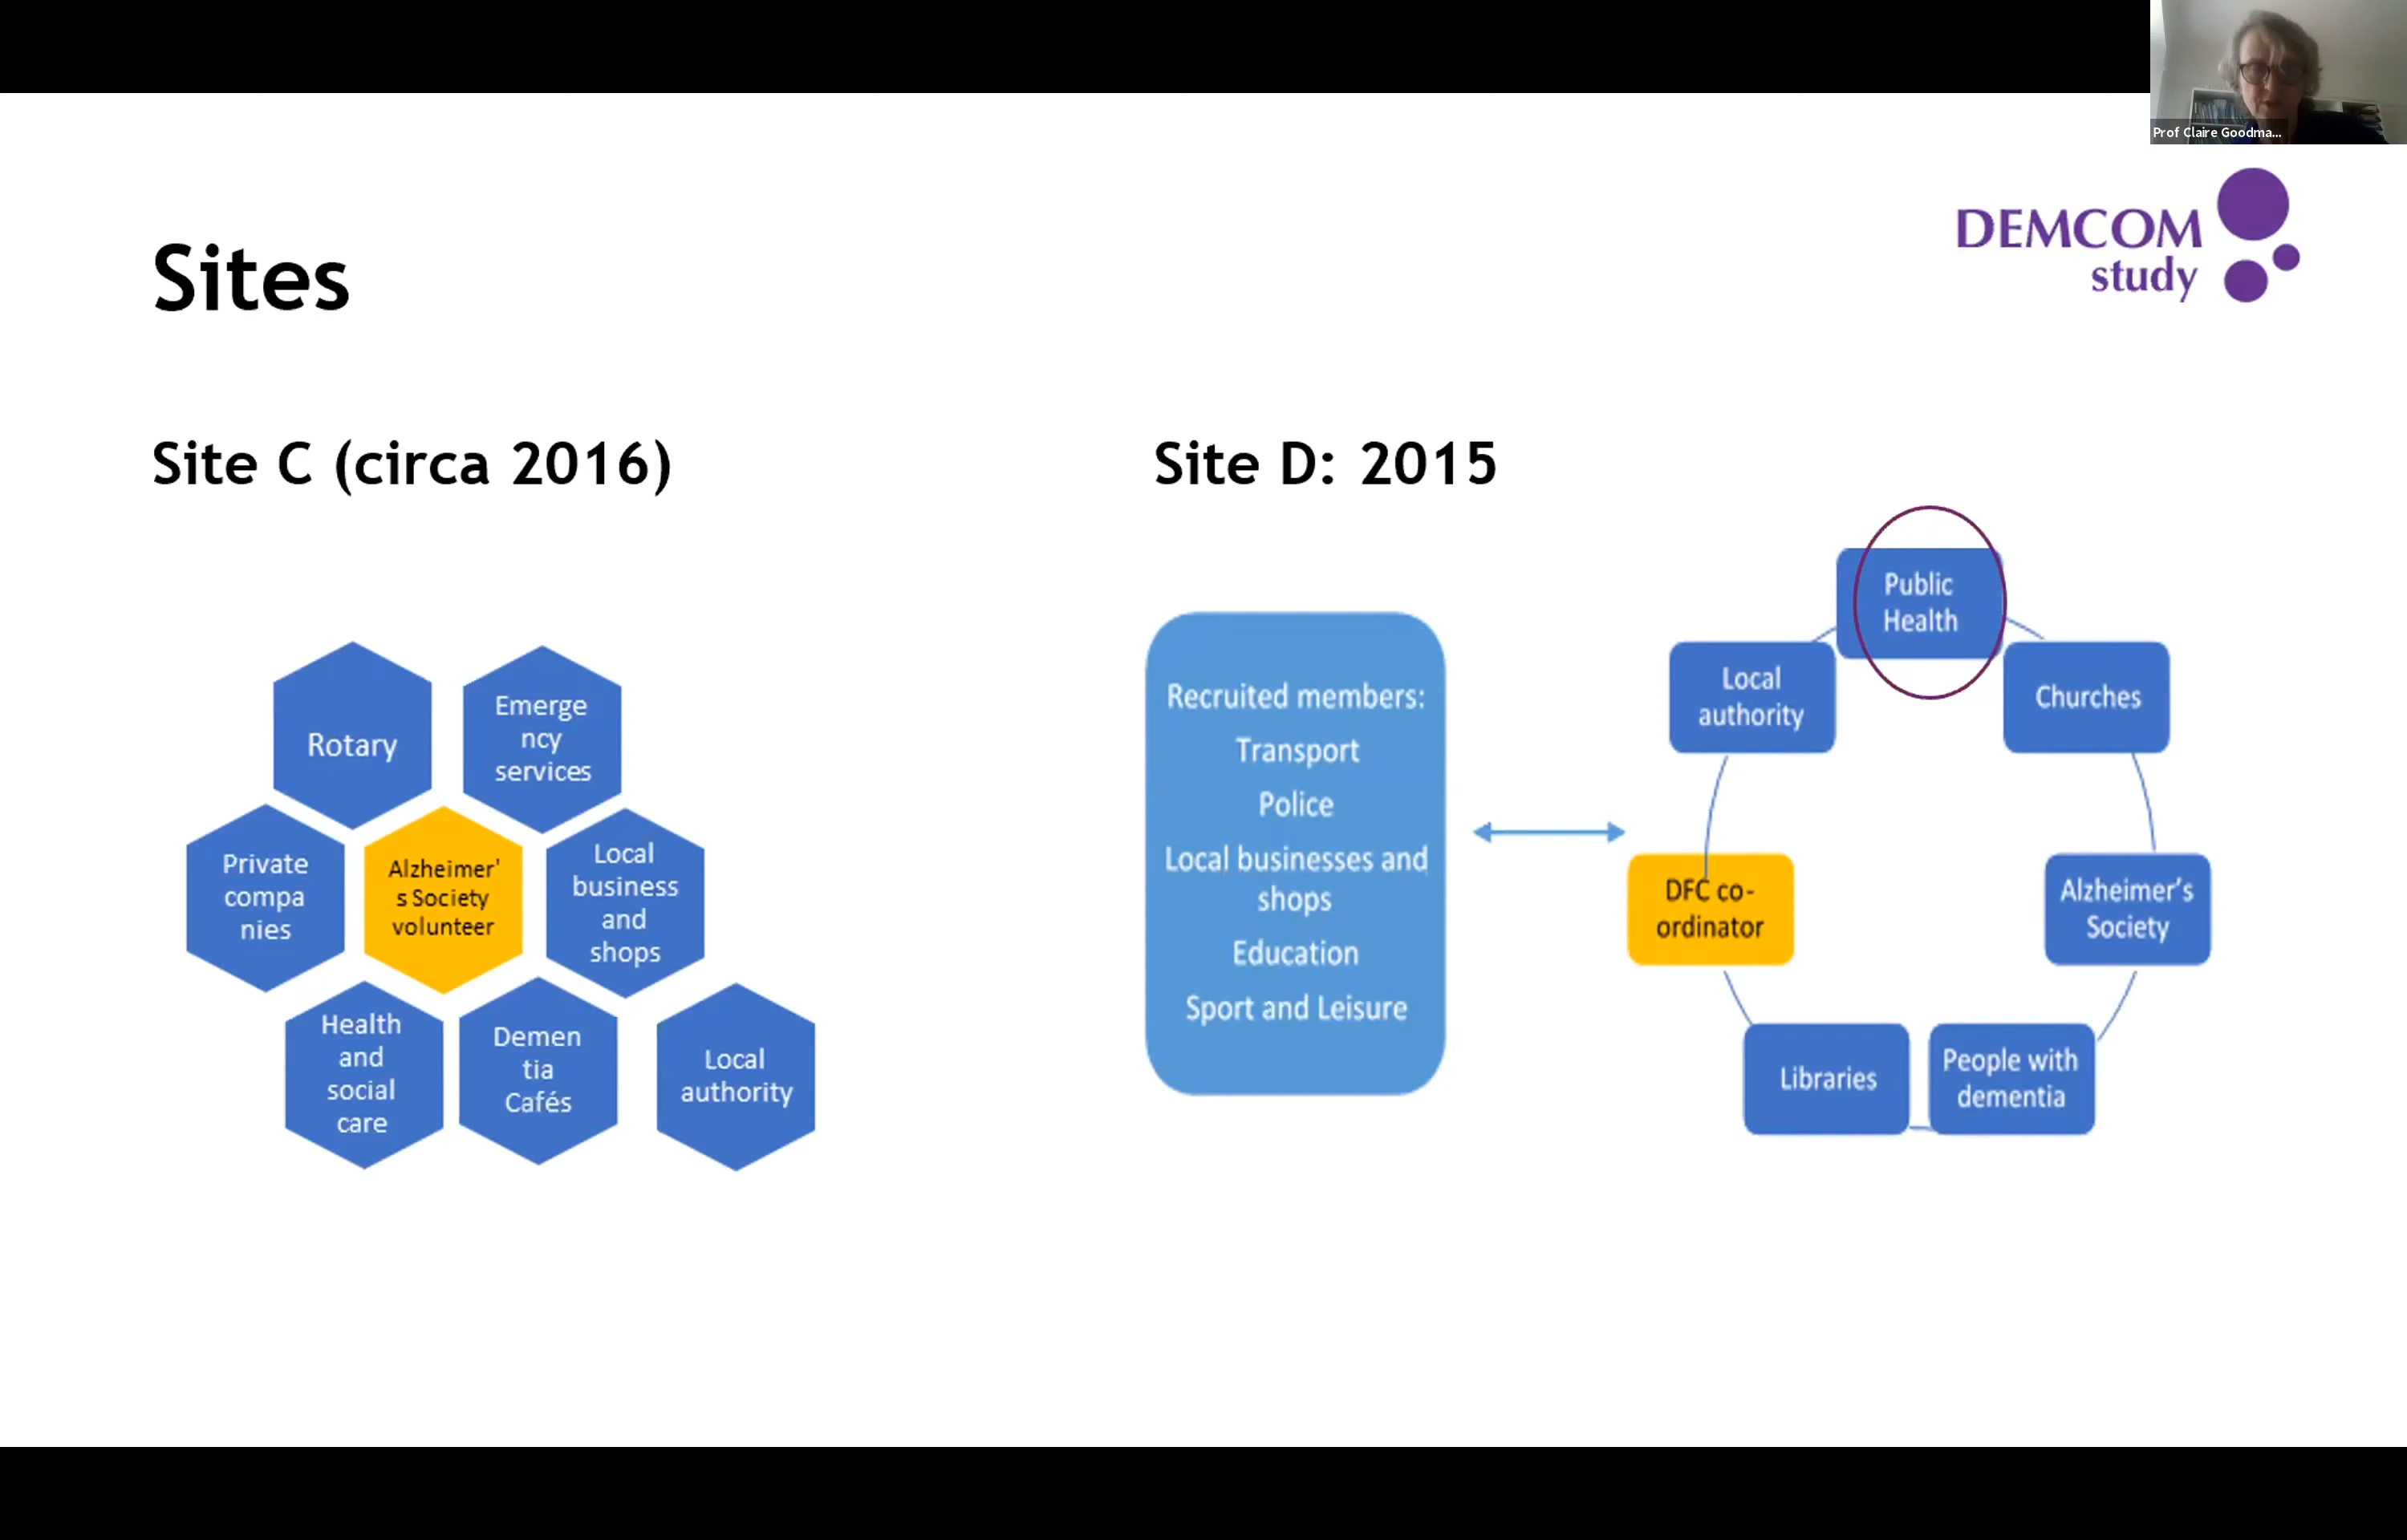 Prof Claire Goodma...
DEMCOM
study
Sites
Site C (circa 2016)
Rotary
Emerge
ncy
services
Private
compa
nies
Alzheimer'
s Society
volunteer
Local
business
and
shops
Health
and
social
care
Demen
tia
Cafés
Local
authority
Site D: 2015
Recruited members:
Transport
Police
Local businesses and
shops
Education
Sport and Leisure
Public
Health
Local
authority
Churches
DFC co-
ordinator
Alzheimer’s
Society
Libraries
People with
dementia